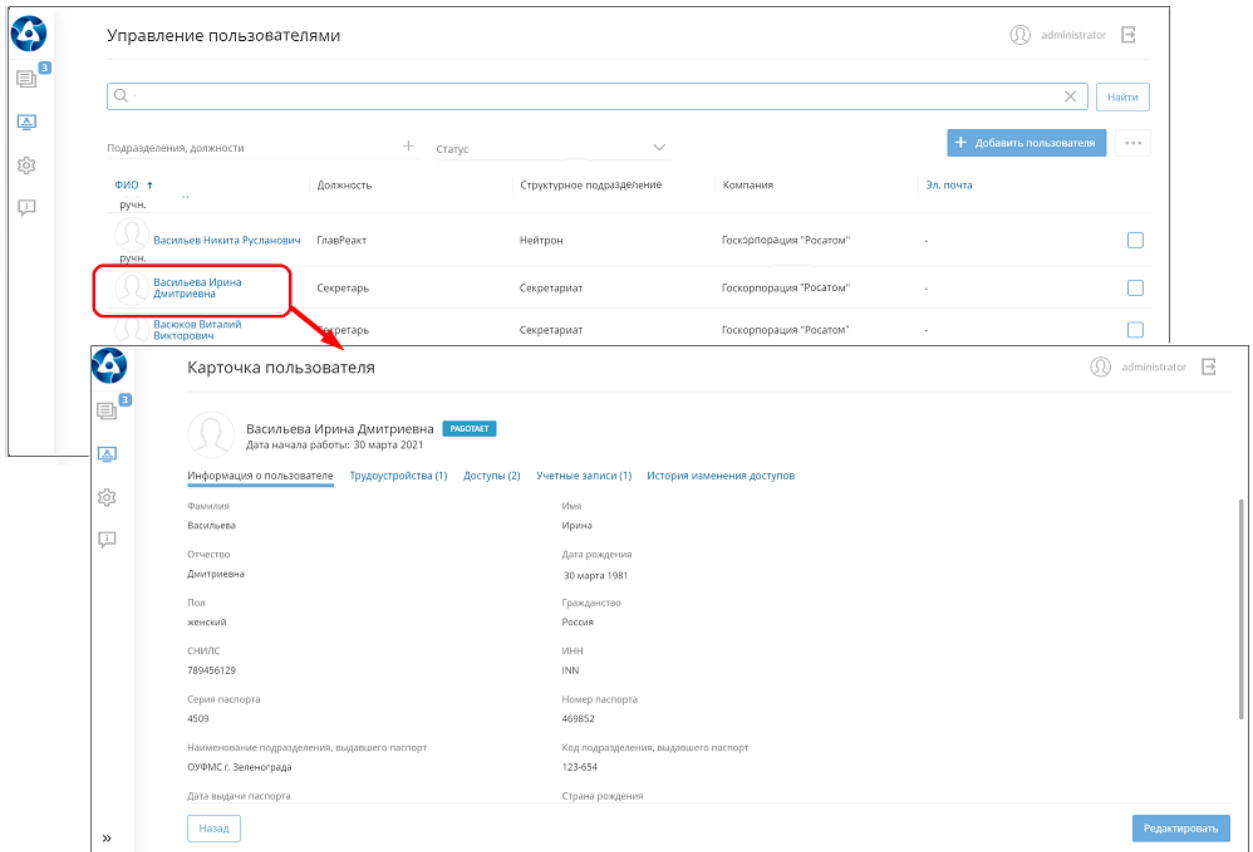 Управление пользователями
administrator
3
Найти
Подразделения, должности
Статус
+ Добавить пользователя
...
ФИО ↑ Должность Структурное подразделение Компания Эл. почта
ручн.
Васильев Никита Русланович ГлавРеакт Нейтрон Госкорпорация "Росатом" -
ручн.
Васильева Ирина
Дмитриевна
Секретарь Секретариат Госкорпорация "Росатом" -
Васюков Виталий
Викторович
Секретарь Секретариат Госкорпорация "Росатом" -
Карточка пользователя
administrator
3
Васильева Ирина Дмитриевна РАБОТАЕТ
Дата начала работы: 30 марта 2021
Информация о пользователе Трудоустройства (1) Доступы (2) Учетные записи (1) История изменения доступов
Фамилия Имя
Васильева Ирина
Отчество Дата рождения
Дмитриевна 30 марта 1981
Пол Гражданство
женский Россия
СНИЛС ИНН
789456129 INN
Серия паспорта Номер паспорта
4509 469852
Наименование подразделения, выдавшего паспорт Код подразделения, выдавшего паспорт
ОУФМС г. Зеленограда 123-654
Дата выдачи паспорта Страна рождения
Назад Редактировать
»